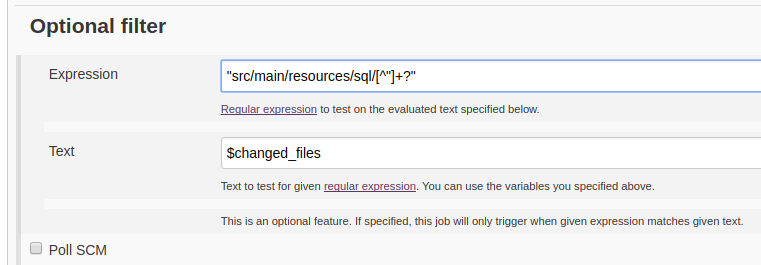 Optional filter
Expression
"src/main/resources/sql/[^"]+?"
Regular expression to test on the evaluated text specified below.
Text
$changed_files
Text to test for given regular expression. You can use the variables you specified above.
This is an optional feature. If specified, this job will only trigger when given expression matches given text.
Poll SCM